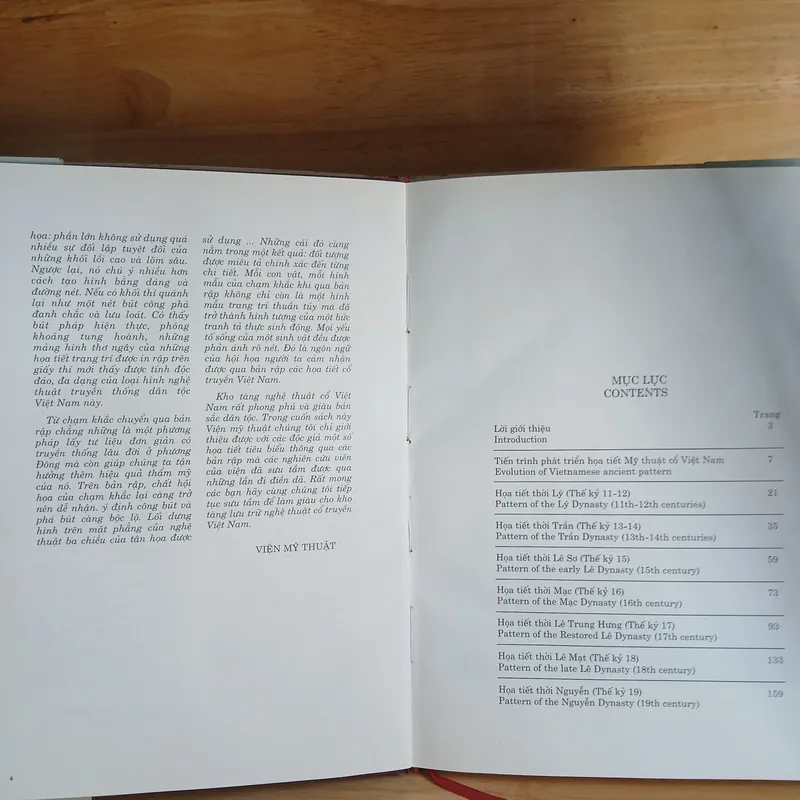 họa: phần lớn không sử dụng quá
nhiều sự đối lập tuyệt đối của
những khối lồi cao và lõm sâu.
Ngược lại, nó chú ý nhiều hơn
cách tạo hình bằng dáng và
đường nét. Nếu có khối thì quánh
lại như một nét bút công phá
đanh chắc và lưu loát. Có thấy
bút pháp hiện thực, phóng
khoáng tung hoành, những
mảng hình thơ ngây của những
họa tiết trang trí được in rập trên
giấy thì mới thấy được tính độc
đáo, đa dạng của loại hình nghệ
thuật truyền thống dân tộc
Việt Nam này.
Từ chạm khắc chuyển qua bản
rập chẳng những là một phương
pháp lấy tư liệu đơn giản có
truyền thống lâu đời ở phương
Đông mà còn giúp chúng ta tận
hưởng thêm hiệu quả thẩm mỹ
của nó. Trên bản rập, chất hội
họa của chạm khắc lại càng trở
nên dễ nhận. ý định công bút và
phá bút càng bộc lộ. Lối dựng
hình trên mặt phẳng của nghệ
thuật ba chiều của tản họa được
sử dụng ... Những cái đó cùng
nằm trong một kết quả: đối tượng
được miêu tả chính xác đến từng
chi tiết. Mỗi con vật, mỗi hình
mẫu của chạm khắc khi qua bản
rập không chỉ còn là một hình
mẫu trang trí thuần túy mà đã
trở thành hình tượng của một bức
tranh tả thực sinh động. Mọi yếu
tố sống của một sinh vật đều được
phản ánh rõ nét. Đó là ngôn ngữ
của hội họa người ta cảm nhận
được qua bản rập các họa tiết cổ
truyền Việt Nam.
Kho tàng nghệ thuật cổ Việt
Nam rất phong phú và giàu bản
sắc dân tộc. Trong cuốn sách này
Viện mỹ thuật chúng tôi chỉ giới
thiệu được với các độc giả một số
họa tiết tiêu biểu thông qua các
bản rập mà các nghiên cứu viên
của viện đã sưu tầm được qua
những lần đi điền dã. Rất mong
các bạn hãy cùng chúng tôi tiếp
tục sưu tầm để làm giàu cho kho
tàng lưu trữ nghệ thuật cổ truyền
Việt Nam.
VIỆN MỸ THUẬT
MỤC LỤC
CONTENTS
Trang
Lời giới thiệu 3
Introduction
Tiến trình phát triển họa tiết Mỹ thuật cổ Việt Nam 7
Evolution of Vietnamese ancient pattern
Họa tiết thời Lý (Thế kỷ 11-12) 21
Pattern of the Lý Dynasty (11th-12th centuries)
Họa tiết thời Trần (Thế kỷ 13-14) 35
Pattern of the Trần Dynasty (13th-14th centuries)
Họa tiết thời Lê Sơ (Thế kỷ 15) 59
Pattern of the early Lê Dynasty (15th century)
Họa tiết thời Mạc (Thế kỷ 16) 73
Pattern of the Mạc Dynasty (16th century)
Họa tiết thời Lê Trung Hưng (Thế kỷ 17) 93
Pattern of the Restored Lê Dynasty (17th century)
Họa tiết thời Lê Mạt (Thế kỷ 18) 133
Pattern of the late Lê Dynasty (18th century)
Họa tiết thời Nguyễn (Thế kỷ 19) 159
Pattern of the Nguyễn Dynasty (19th century)